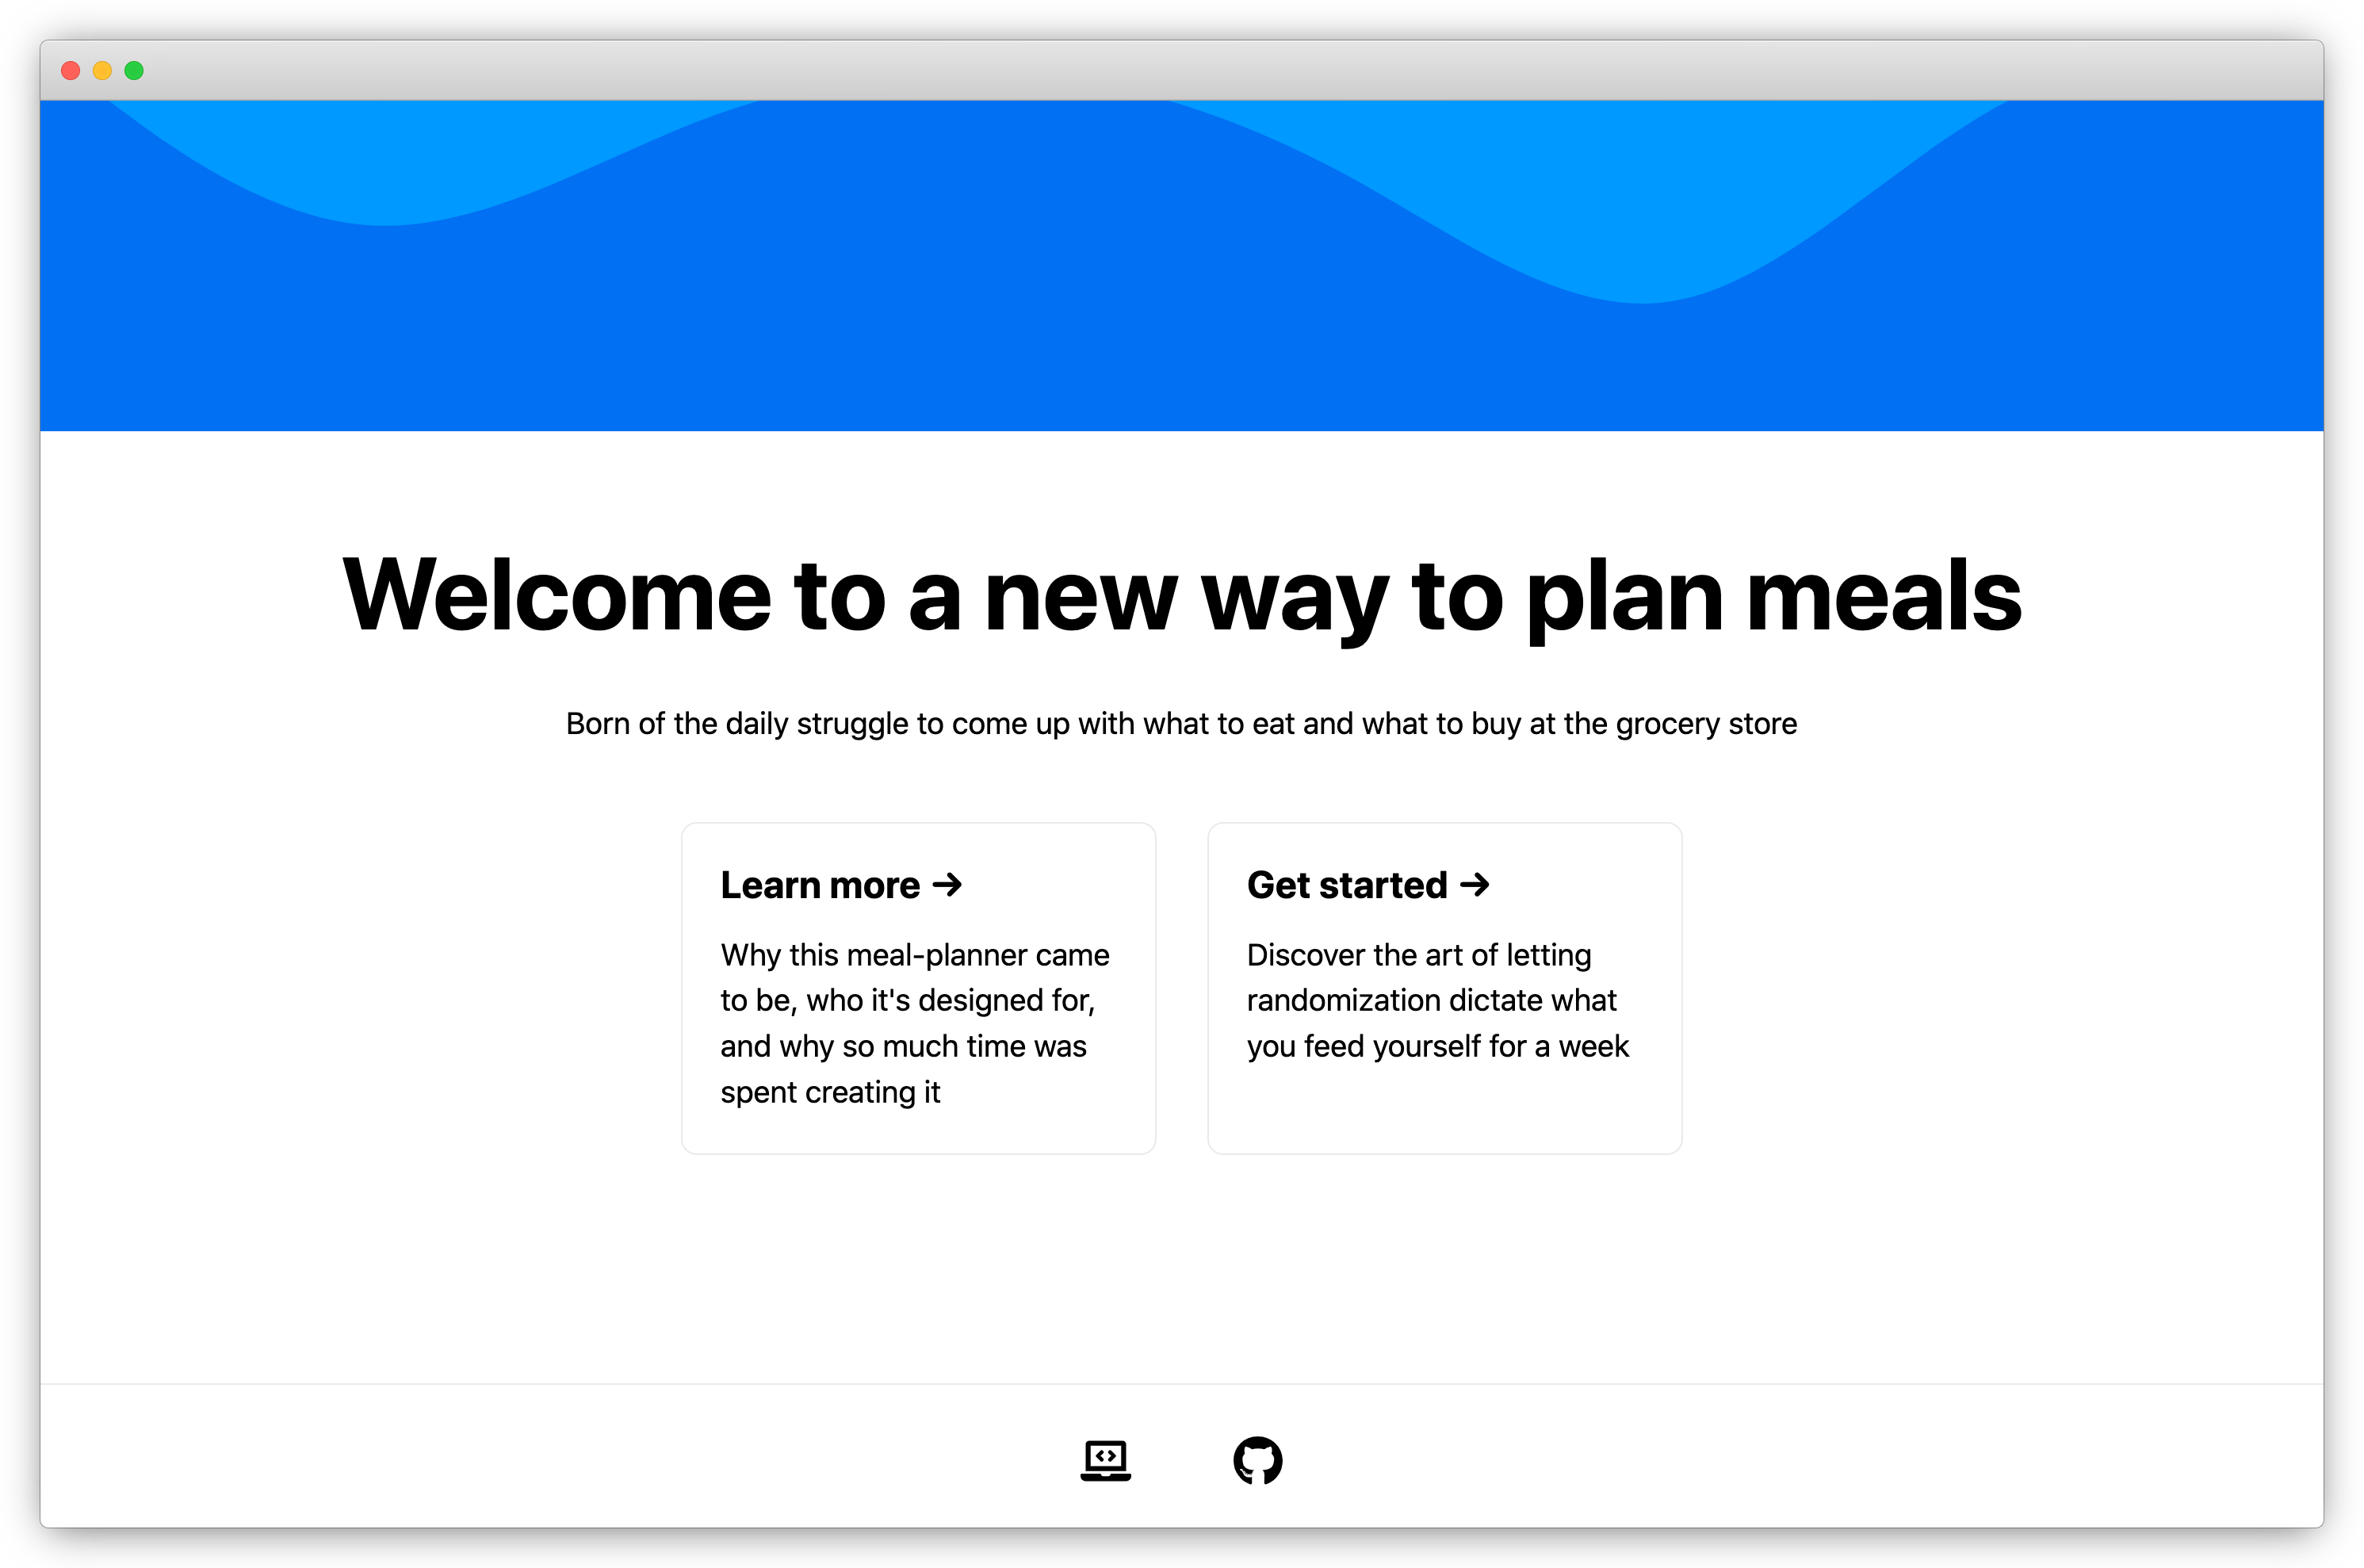 Welcome to a new way to plan meals
Born of the daily struggle to come up with what to eat and what to buy at the grocery store
Learn more →
Why this meal-planner came
to be, who it's designed for,
and why so much time was
spent creating it
Get started →
Discover the art of letting
randomization dictate what
you feed yourself for a week